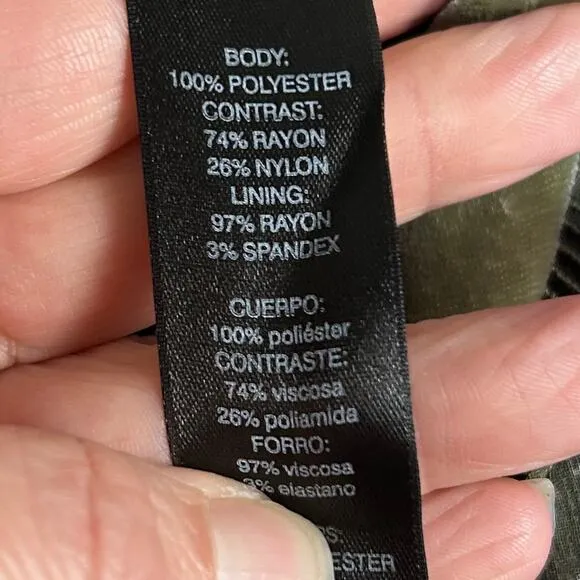 BODY:
100% POLYESTER
CONTRAST:
74% RAYON
26% NYLON
LINING:
97% RAYON
3% SPANDEX
CUERPO:
100% poliéster
CONTRASTE:
74% viscosa
26% poliamida
FORRO:
97% viscosa
3% elastano